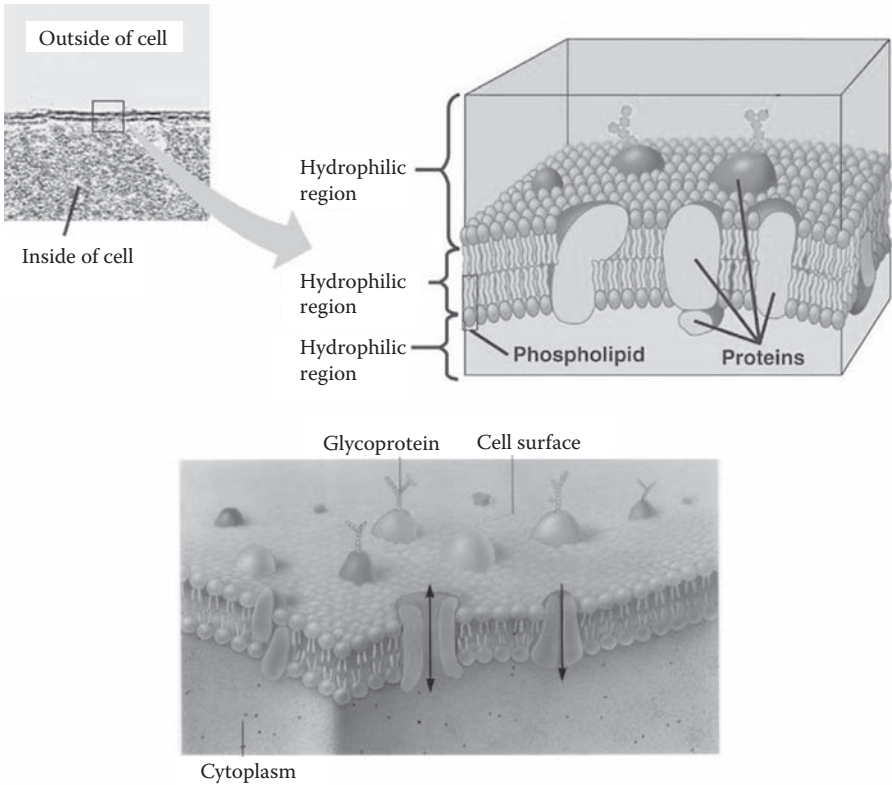 Outside of cell
Inside of cell
Hydrophilic
region
Hydrophilic
region
Hydrophilic
region
Phospholipid
Proteins
Glycoprotein
Cell surface
Cytoplasm